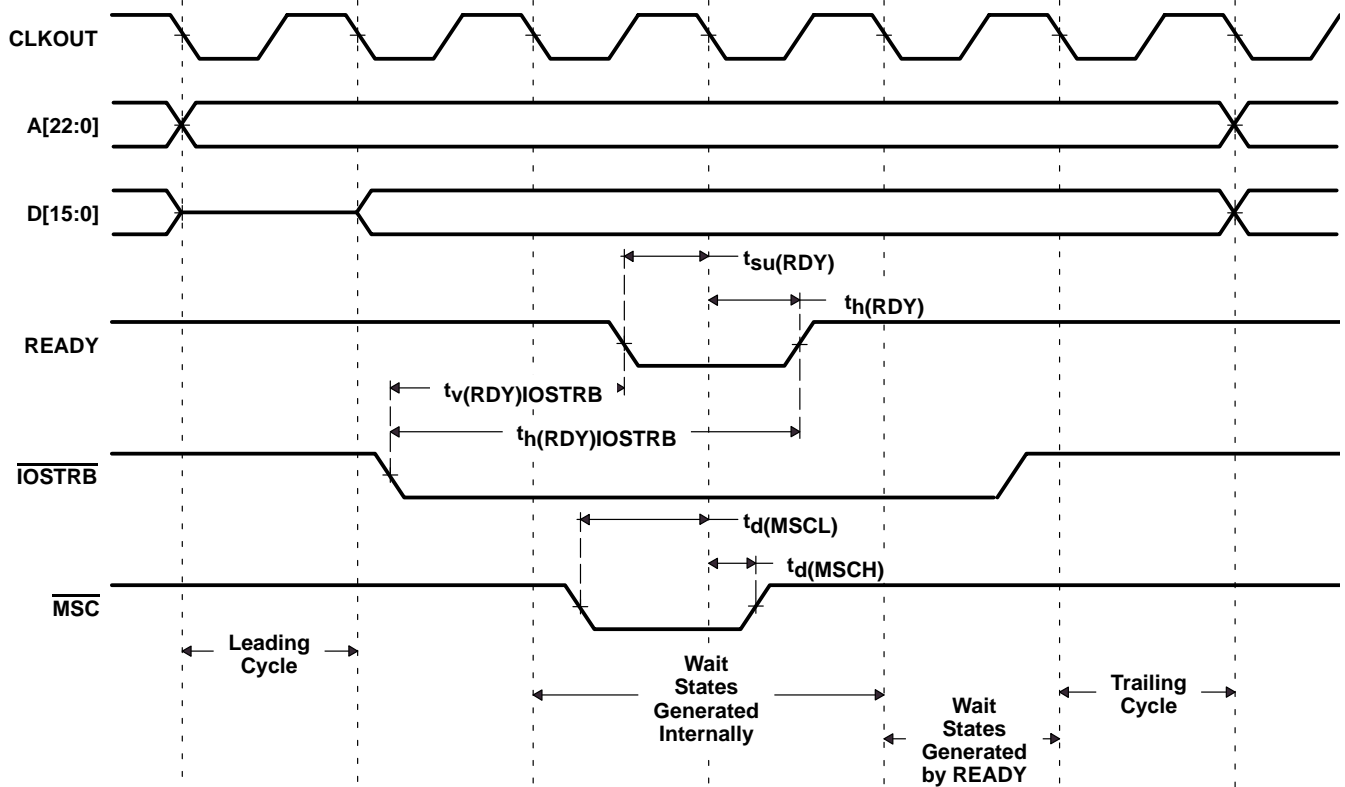 CLKOUT
A[22:0]
D[15:0]
tsu(RDY)
th(RDY)
READY
tv(RDY)IOSTRB
th(RDY)IOSTRB
IOSTRB
td(MSCL)
td(MSCH)
MSC
Leading
Cycle
Wait
States
Generated
Internally
Wait
States
Generated
by READY
Trailing
Cycle